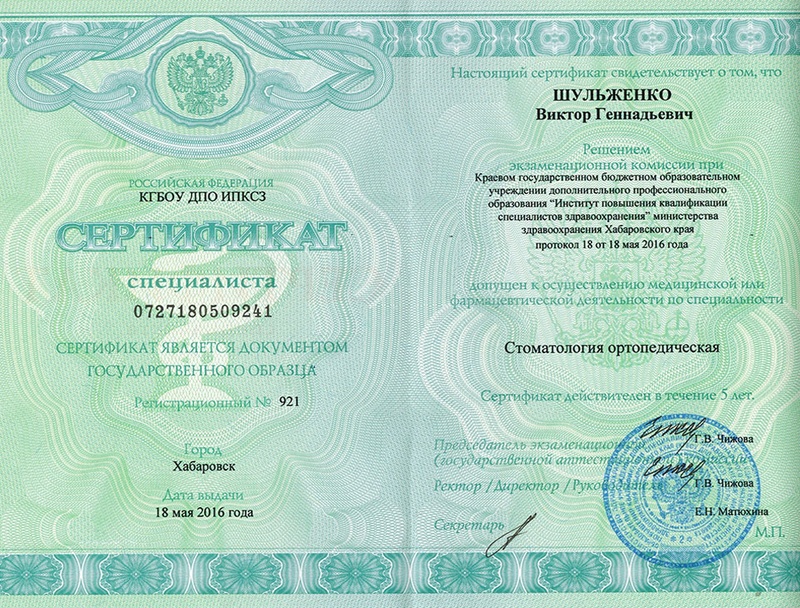 РОССИЙСКАЯ ФЕДЕРАЦИЯ
КГБОУ ДПО ИПКСЗ
СЕРТИФИКАТ
специалиста
0727180509241
СЕРТИФИКАТ ЯВЛЯЕТСЯ ДОКУМЕНТОМ
ГОСУДАРСТВЕННОГО ОБРАЗЦА
Регистрационный № 921
Город
Хабаровск
Дата выдачи
18 мая 2016 года
Настоящий сертификат свидетельствует о том, что
ШУЛЬЖЕНКО
Виктор Геннадьевич
Решением
экзаменационной комиссии при
Краевом государственном бюджетном образовательном
учреждении дополнительного профессионального
образования "Институт повышения квалификации
специалистов здравоохранения" министерства
здравоохранения Хабаровского края
протокол 18 от 18 мая 2016 года
допущен к осуществлению медицинской или
фармацевтической деятельности по специальности
Стоматология ортопедическая
Сертификат действителен в течение 5 лет.
Председатель экзаменационной
Г.В. Чижова
(государственной аттестационной) комиссии
Ректор / Директор / Руководитель
Г.В. Чижова
Е.Н. Матюхина
Секретарь
М.П.